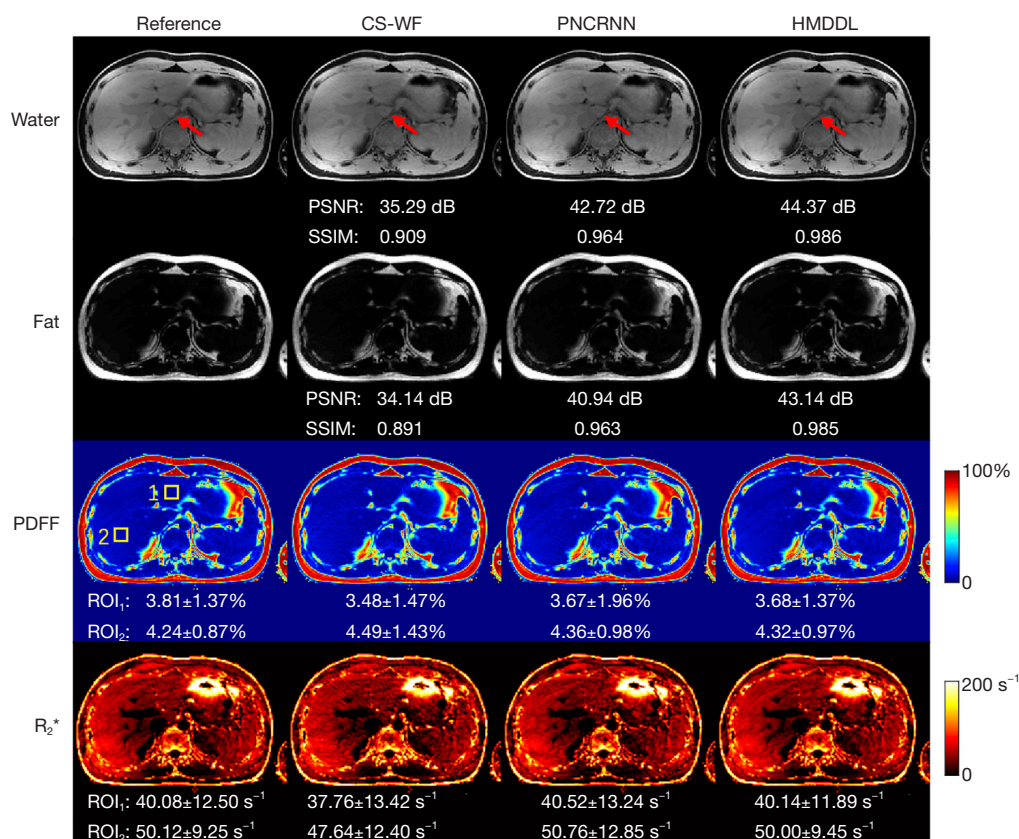 Reference CS-WF PNCRNN HMDDL
Water
PSNR: 35.29 dB 42.72 dB 44.37 dB
SSIM: 0.909 0.964 0.986
Fat
PSNR: 34.14 dB 40.94 dB 43.14 dB
SSIM: 0.891 0.963 0.985
100%
1
PDFF
2
0
ROI₁: 3.81±1.37% 3.48±1.47% 3.67±1.96% 3.68±1.37%
ROI₂: 4.24±0.87% 4.49±1.43% 4.36±0.98% 4.32±0.97%
200 s⁻¹
R₂*
0
ROI₁: 40.08±12.50 s⁻¹ 37.76±13.42 s⁻¹ 40.52±13.24 s⁻¹ 40.14±11.89 s⁻¹
ROI₂: 50.12±9.25 s⁻¹ 47.64±12.40 s⁻¹ 50.76±12.85 s⁻¹ 50.00±9.45 s⁻¹